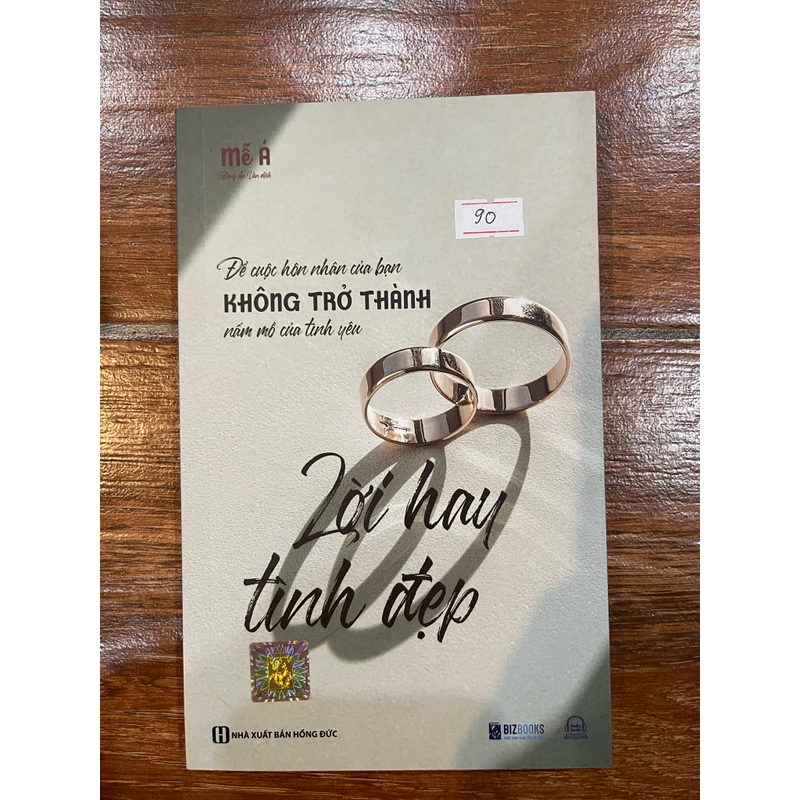 mễ Á
90
Để cuộc hôn nhân của bạn
KHÔNG TRỞ THÀNH
nấm mồ của tình yêu
Lời hay
tình đẹp
H NHÀ XUẤT BẢN HỒNG ĐỨC
BIZBOOKS